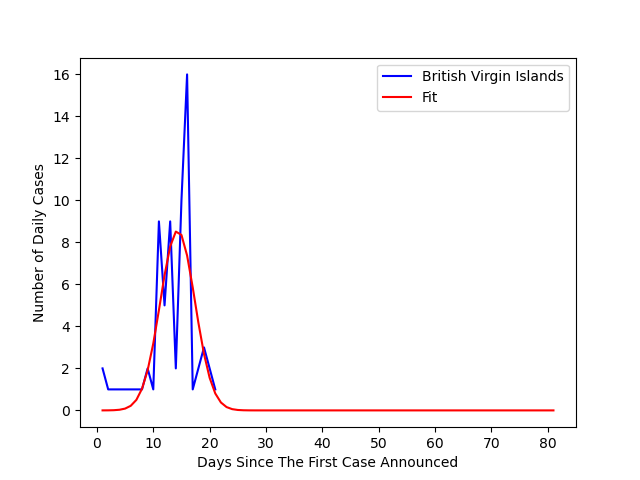 British Virgin Islands
Fit
16
14
12
10
8
6
4
2
0
Number of Daily Cases
0 10 20 30 40 50 60 70 80
Days Since The First Case Announced